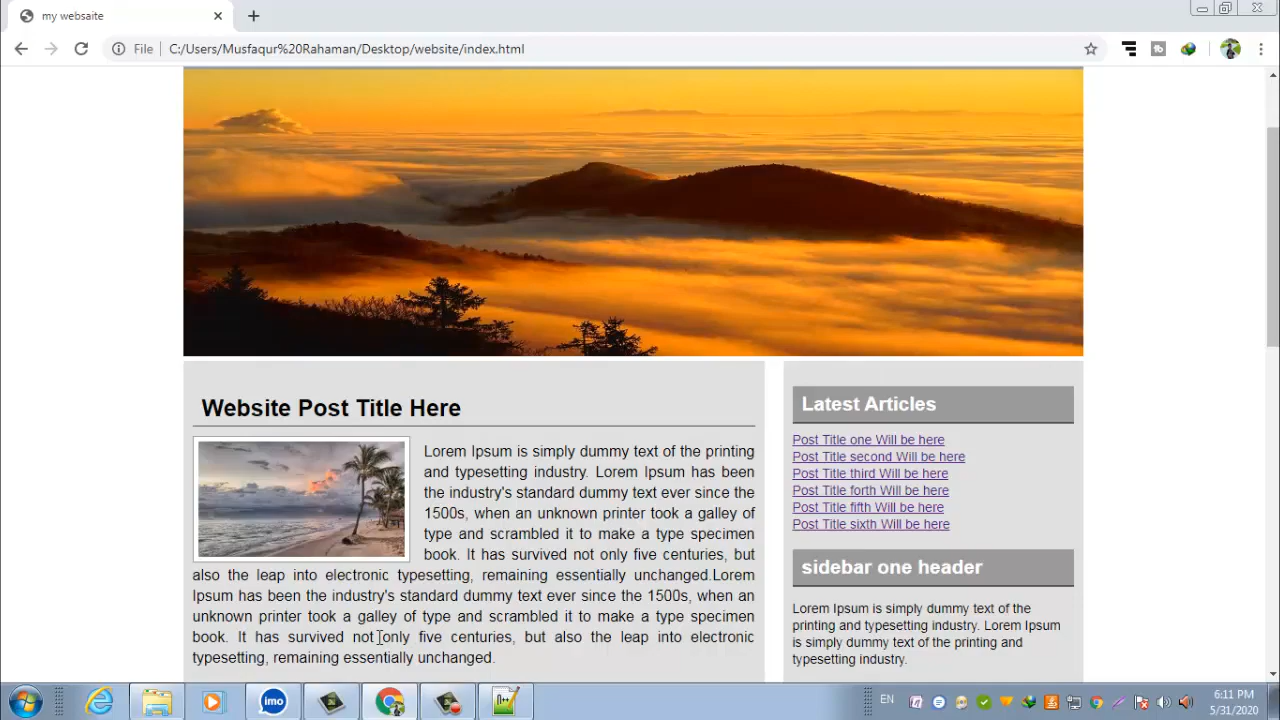 my websaite
File
C:/Users/Musfaqur%20Rahaman/Desktop/website/index.html
Website Post Title Here
Lorem Ipsum is simply dummy text of the printing
and typesetting industry. Lorem Ipsum has been
the industry's standard dummy text ever since the
1500s, when an unknown printer took a galley of
type and scrambled it to make a type specimen
book. It has survived not only five centuries, but
also the leap into electronic typesetting, remaining essentially unchanged.Lorem
Ipsum has been the industry's standard dummy text ever since the 1500s, when an
unknown printer took a galley of type and scrambled it to make a type specimen
book. It has survived not only five centuries, but also the leap into electronic
typesetting, remaining essentially unchanged.
Latest Articles
Post Title one Will be here
Post Title second Will be here
Post Title third Will be here
Post Title forth Will be here
Post Title fifth Will be here
Post Title sixth Will be here
sidebar one header
Lorem Ipsum is simply dummy text of the
printing and typesetting industry. Lorem Ipsum
is simply dummy text of the printing and
typesetting industry.
imo
EN
6:11 PM
5/31/2020